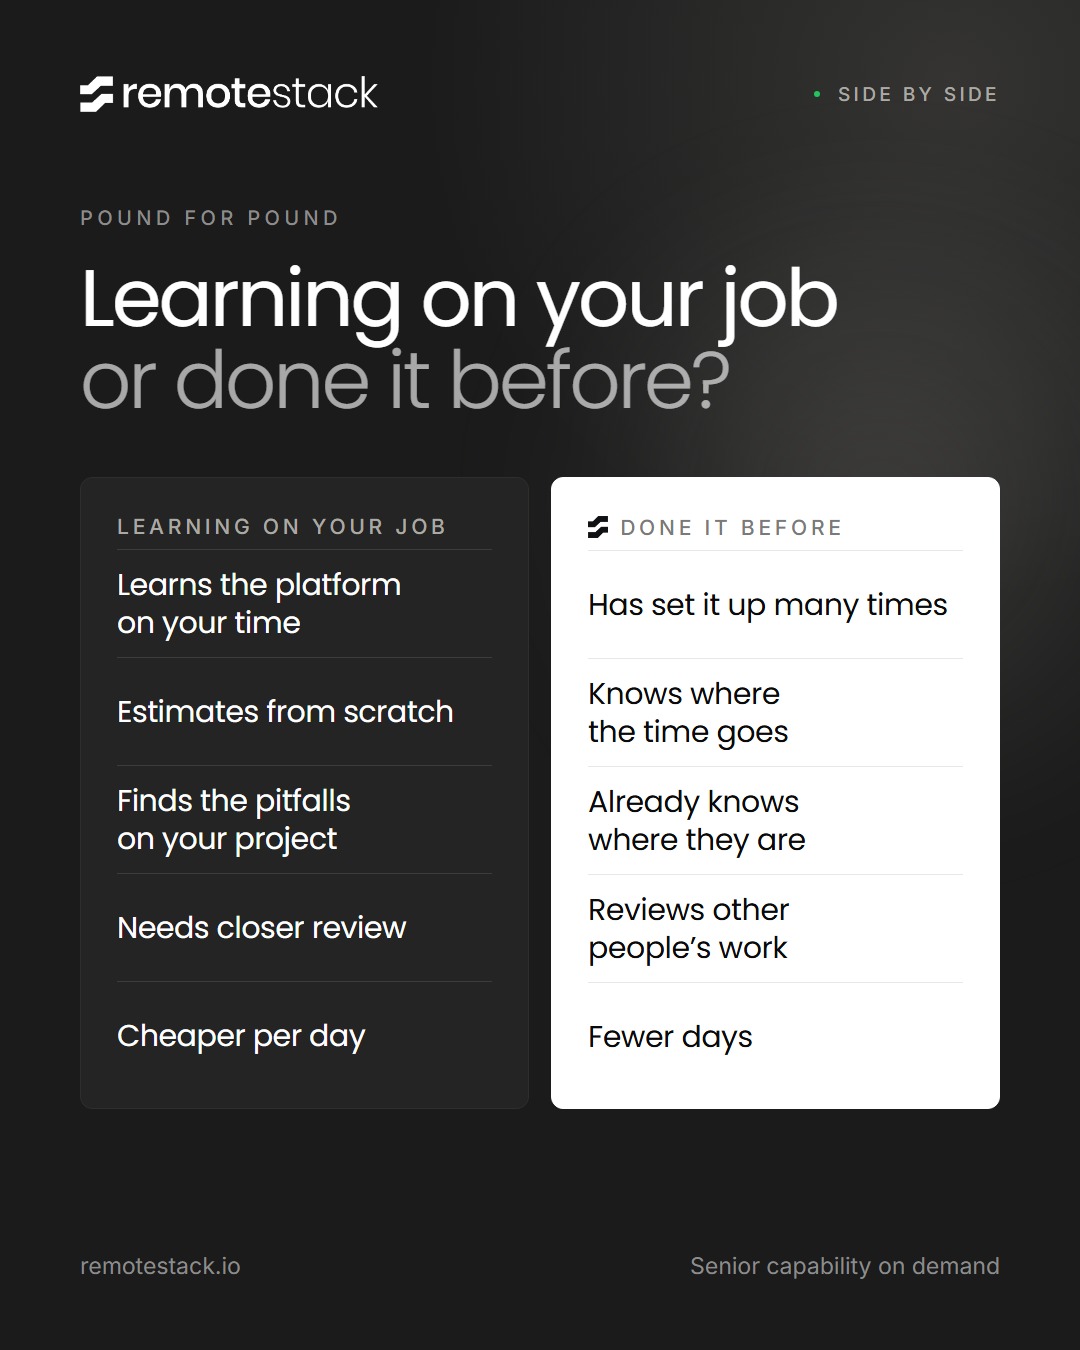 remotestack
SIDE BY SIDE
POUND FOR POUND
Learning on your job
or done it before?
LEARNING ON YOUR JOB
Learns the platform
on your time
Estimates from scratch
Finds the pitfalls
on your project
Needs closer review
Cheaper per day
DONE IT BEFORE
Has set it up many times
Knows where
the time goes
Already knows
where they are
Reviews other
people’s work
Fewer days
remotestack.io
Senior capability on demand